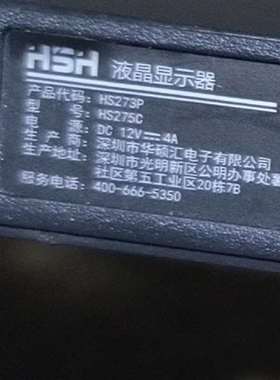 HSH 液晶显示器
产品代码: HS273P
型 号: HS275C
电 源: DC 12V⎓4A
生 产 商: 深圳市华硕汇电子有限公司
生产地址: 深圳市光明新区公明办事处
社区第五工业区20栋7B
服务电话: 400-666-5350